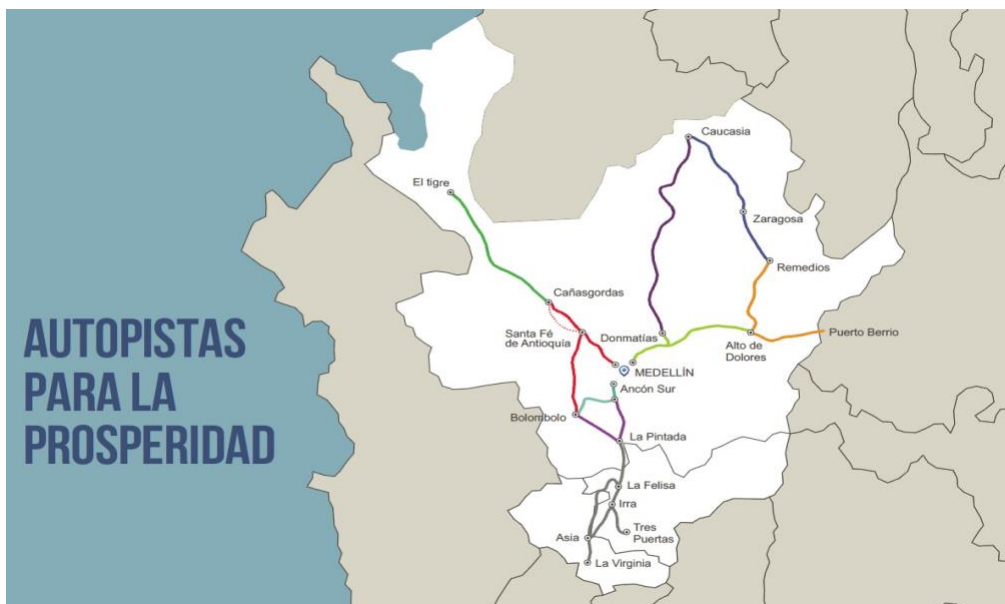 AUTOPISTAS
PARA LA
PROSPERIDAD
Caucasia
El tigre
Zaragosa
Remedios
Cañasgordas
Santa Fé
de Antioquía
Donmatías
Alto de
Dolores
Puerto Berrio
MEDELLÍN
Ancón Sur
Bolombolo
La Pintada
La Felisa
Irra
Tres
Puertas
Asia
La Virginia